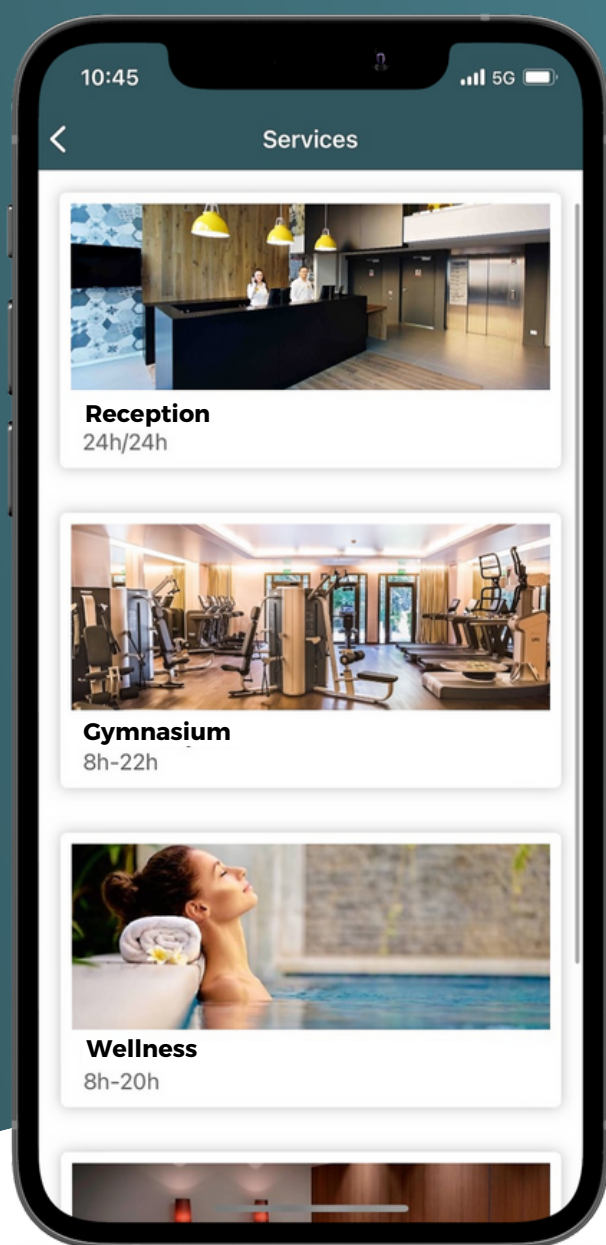 10:45
5G
Services
Reception
24h/24h
Gymnasium
8h-22h
Wellness
8h-20h